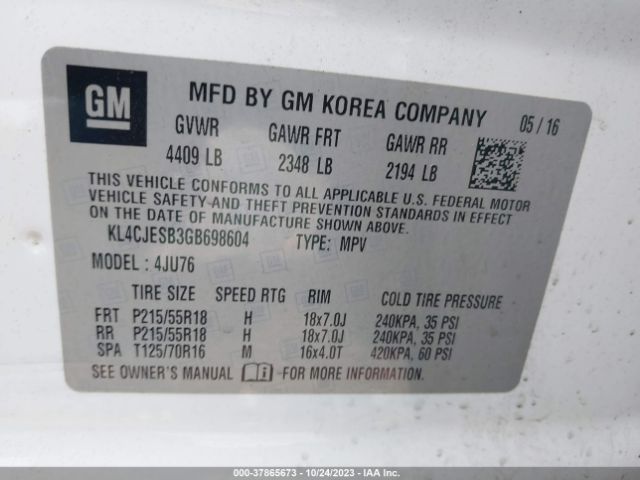 GM
MFD BY GM KOREA COMPANY 05 / 16
GVWR GAWR FRT GAWR RR
4409 LB 2348 LB 2194 LB
THIS VEHICLE CONFORMS TO ALL APPLICABLE U.S. FEDERAL MOTOR
VEHICLE SAFETY AND THEFT PREVENTION STANDARDS IN EFFECT
ON THE DATE OF MANUFACTURE SHOWN ABOVE.
KL4CJESB3GB698604 TYPE: MPV
MODEL: 4JU76
TIRE SIZE SPEED RTG RIM COLD TIRE PRESSURE
FRT P215/55R18 H 18x7.0J 240KPA, 35 PSI
RR P215/55R18 H 18x7.0J 240KPA, 35 PSI
SPA T125/70R16 M 16x4.0T 420KPA, 60 PSI
SEE OWNER'S MANUAL FOR MORE INFORMATION.
000-37865673 - 10/24/2023 - IAA Inc.